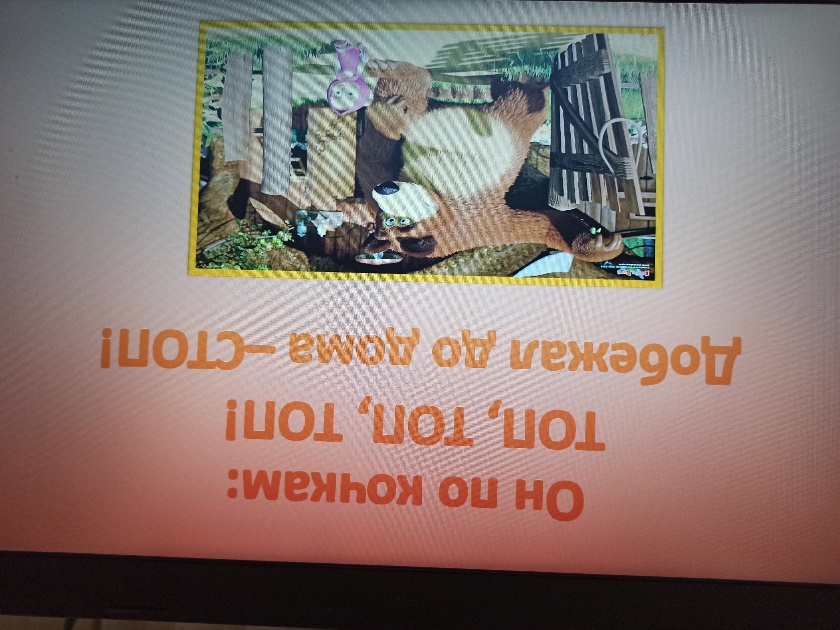 Он по кочкам:
топ, топ, топ!
Добежал до дома –стоп!